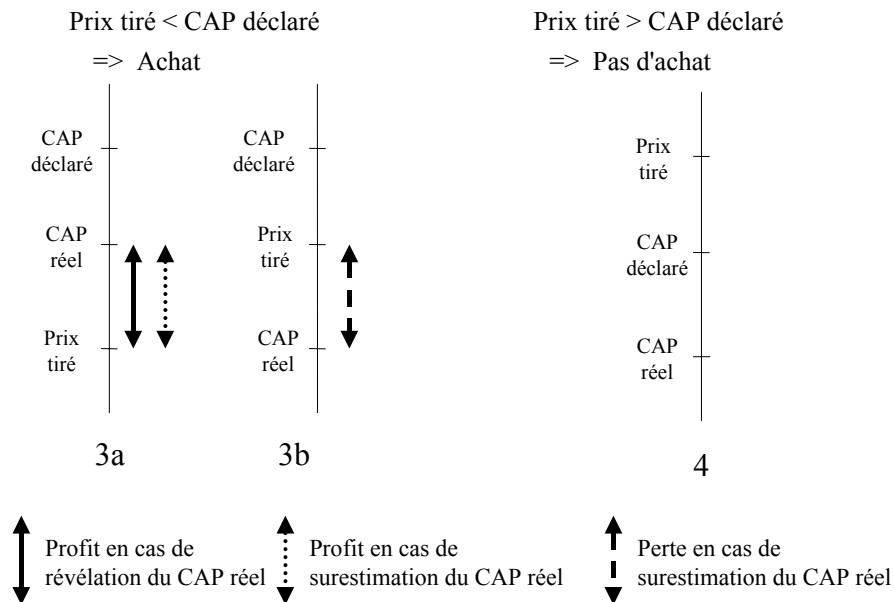 Prix tiré < CAP déclaré
=> Achat
Prix tiré > CAP déclaré
=> Pas d'achat
CAP
déclaré
CAP
réel
Prix
tiré
3a
CAP
déclaré
Prix
tiré
CAP
réel
3b
Prix
tiré
CAP
déclaré
CAP
réel
4
Profit en cas de
révélation du CAP réel
Profit en cas de
surestimation du CAP réel
Perte en cas de
surestimation du CAP réel